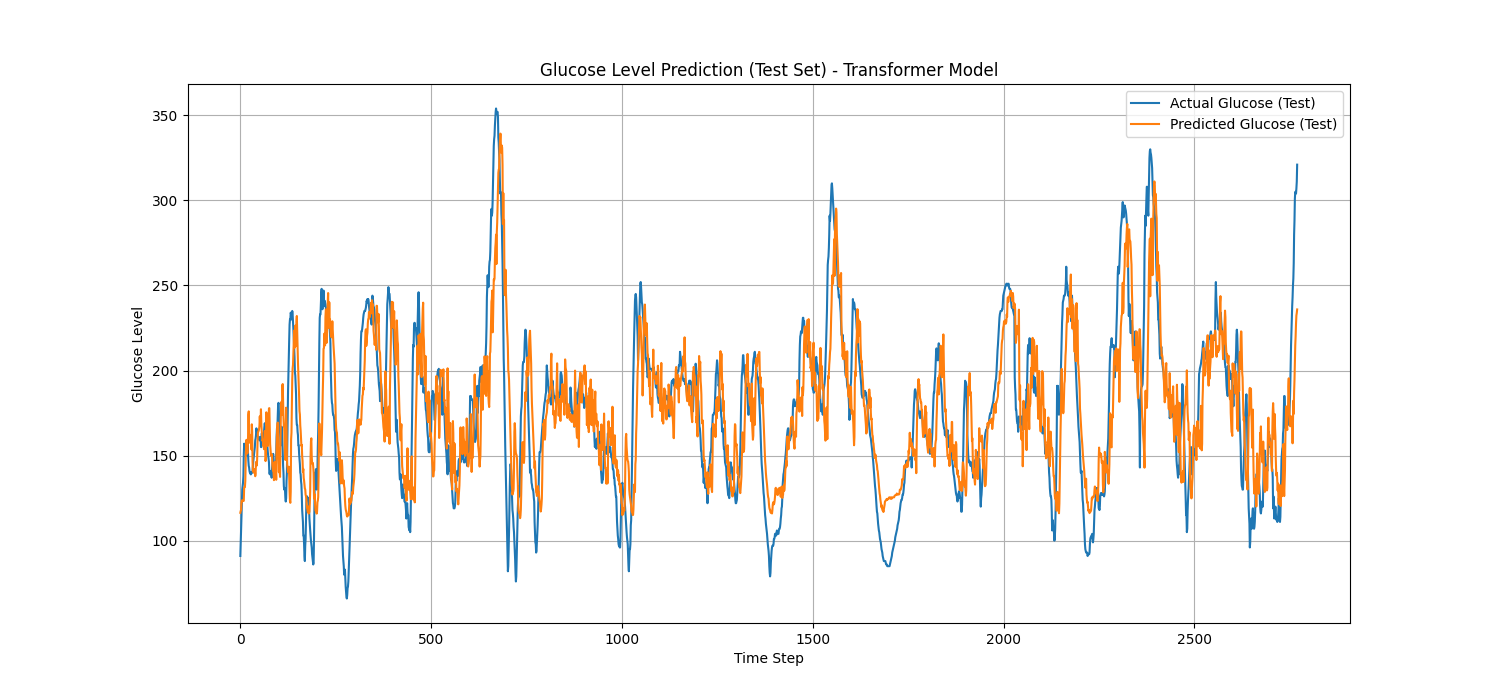 Glucose Level Prediction (Test Set) - Transformer Model
Actual Glucose (Test)
Predicted Glucose (Test)
Glucose Level
350
300
250
200
150
100
0 500 1000 1500 2000 2500
Time Step